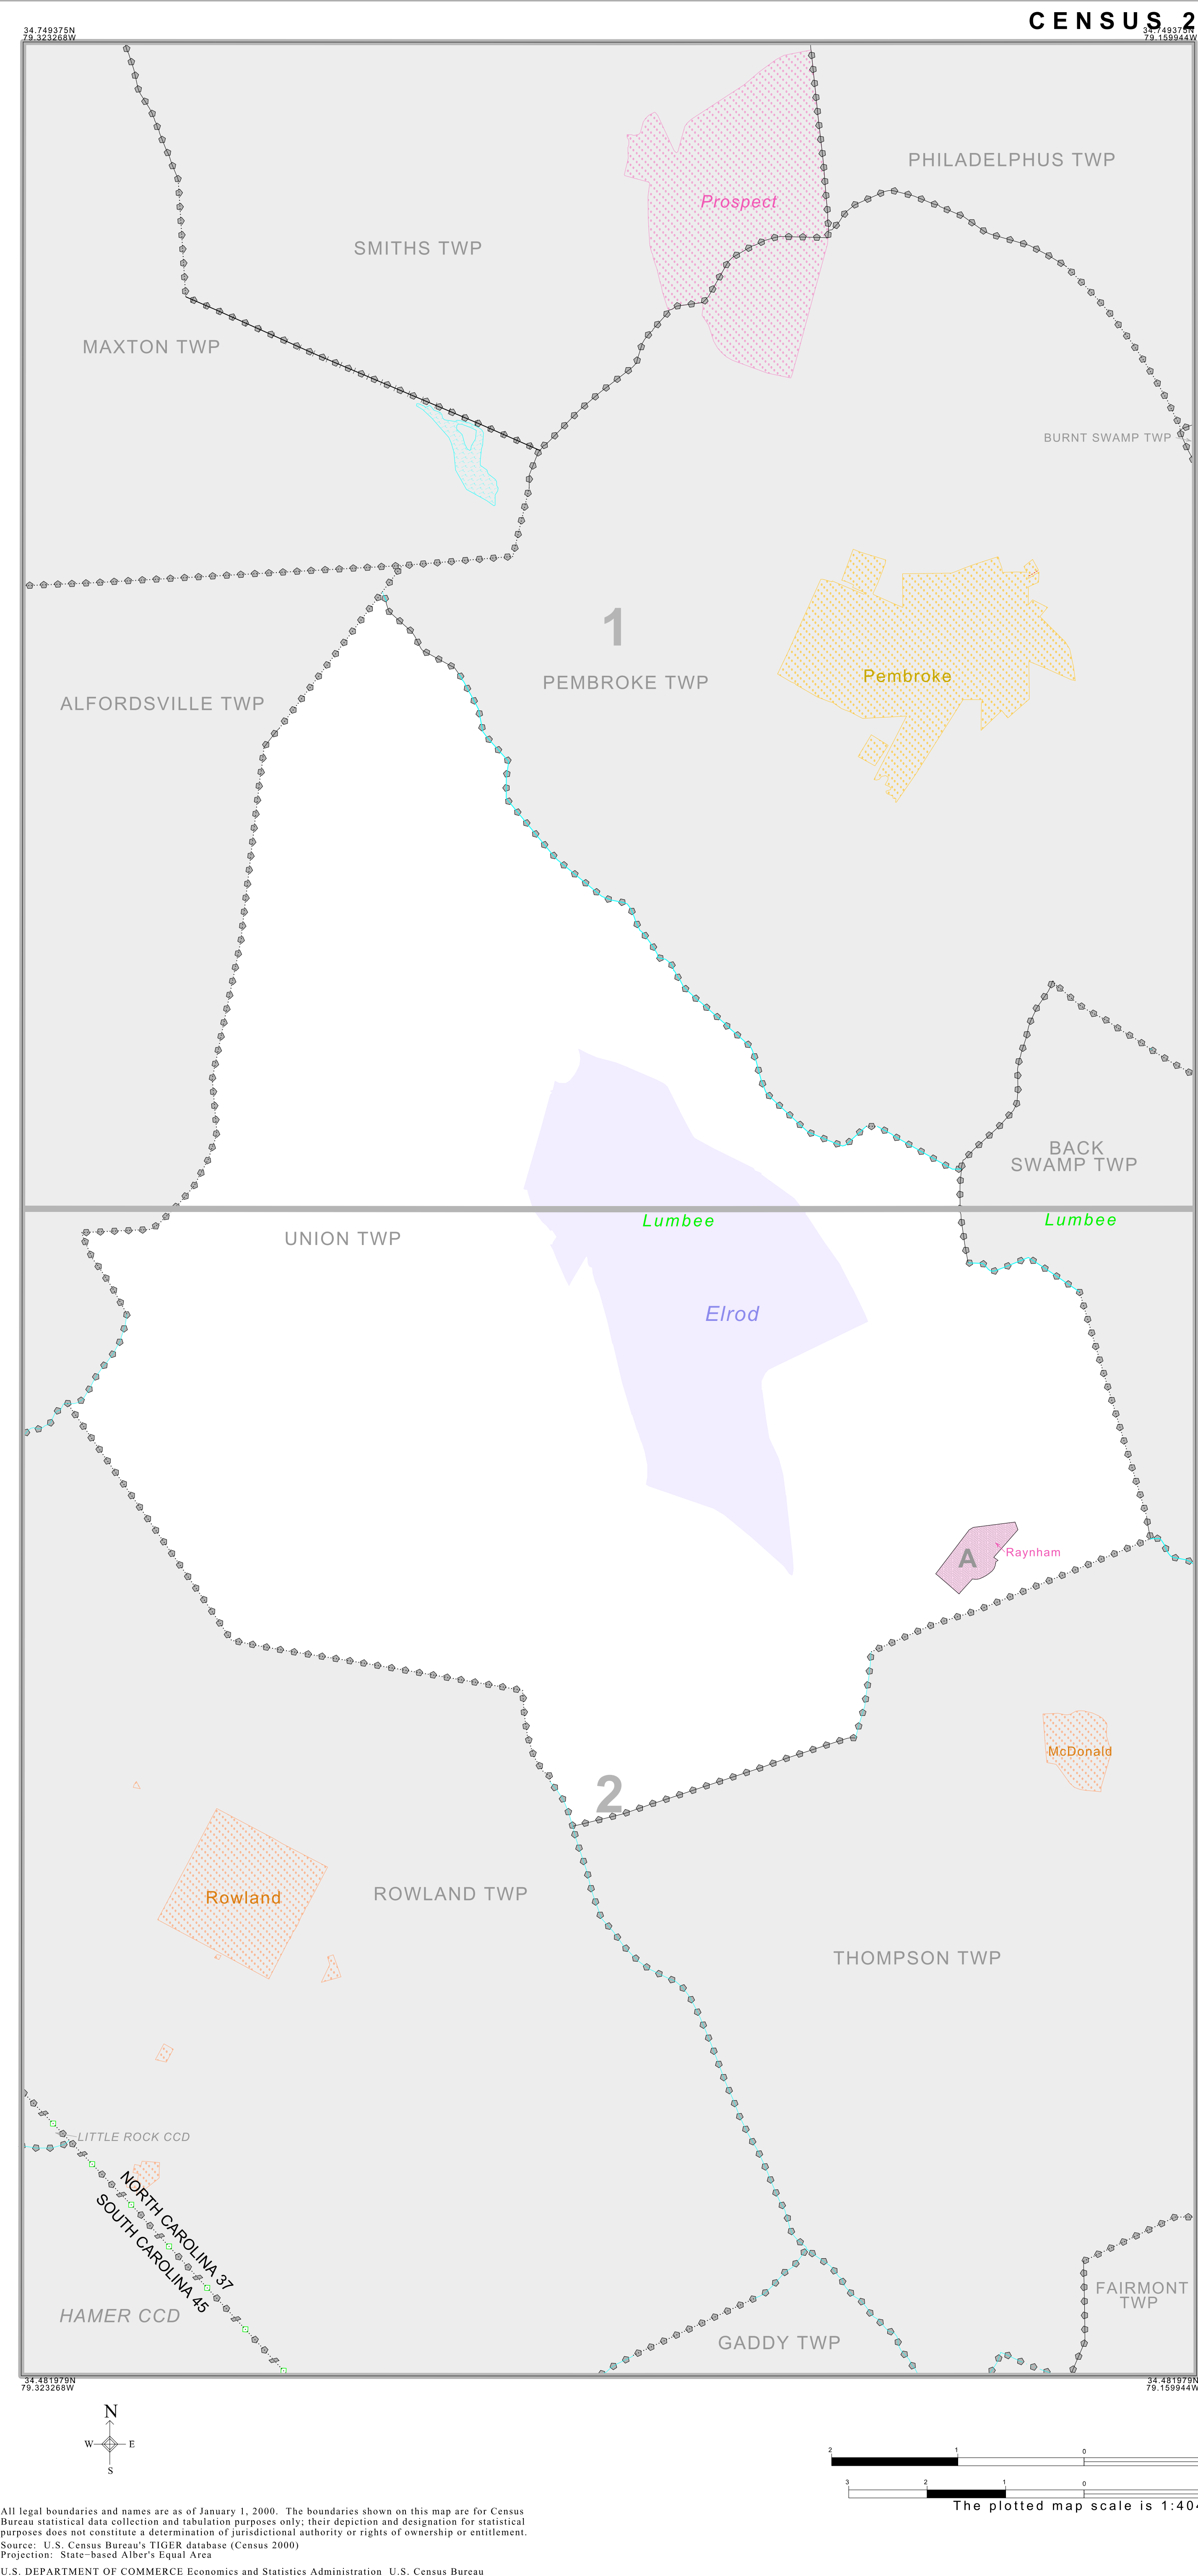 CENSUS 2
34.749375N
79.323268W
34.749375N
79.159944W
PHILADELPHUS TWP
Prospect
SMITHS TWP
MAXTON TWP
BURNT SWAMP TWP
1
Pembroke
PEMBROKE TWP
ALFORDSVILLE TWP
BACK
SWAMP TWP
Lumbee
Lumbee
UNION TWP
Elrod
A
Raynham
McDonald
2
Rowland
ROWLAND TWP
THOMPSON TWP
LITTLE ROCK CCD
NORTH CAROLINA 37
SOUTH CAROLINA 45
HAMER CCD
FAIRMONT
TWP
GADDY TWP
34.481979N
79.323268W
34.481979N
79.159944W
N
W E
S
2 1 0
3 2 1 0
The plotted map scale is 1:404
All legal boundaries and names are as of January 1, 2000. The boundaries shown on this map are for Census
Bureau statistical data collection and tabulation purposes only; their depiction and designation for statistical
purposes does not constitute a determination of jurisdictional authority or rights of ownership or entitlement.
Source: U.S. Census Bureau's TIGER database (Census 2000)
Projection: State−based Alber's Equal Area
U.S. DEPARTMENT OF COMMERCE Economics and Statistics Administration U.S. Census Bureau